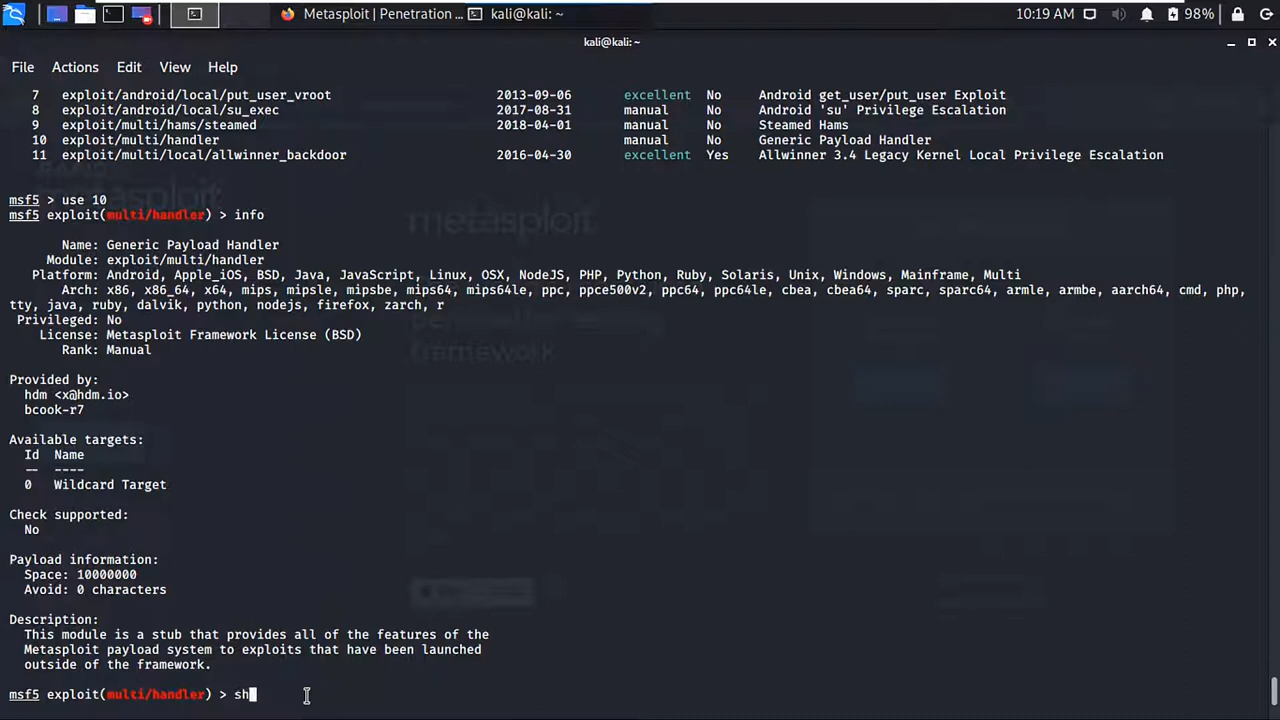 Metasploit | Penetration ...
kali@kali: ~
10:19 AM
98%
kali@kali: ~
File Actions Edit View Help
7 exploit/android/local/put_user_vroot 2013-09-06 excellent No Android get_user/put_user Exploit
8 exploit/android/local/su_exec 2017-08-31 manual No Android 'su' Privilege Escalation
9 exploit/multi/hams/steamed 2018-04-01 manual No Steamed Hams
10 exploit/multi/handler manual No Generic Payload Handler
11 exploit/multi/local/allwinner_backdoor 2016-04-30 excellent Yes Allwinner 3.4 Legacy Kernel Local Privilege Escalation
msf5 > use 10
msf5 exploit(multi/handler) > info
Name: Generic Payload Handler
Module: exploit/multi/handler
Platform: Android, Apple_iOS, BSD, Java, JavaScript, Linux, OSX, NodeJS, PHP, Python, Ruby, Solaris, Unix, Windows, Mainframe, Multi
Arch: x86, x86_64, x64, mips, mipsle, mipsbe, mips64, mips64le, ppc, ppce500v2, ppc64, ppc64le, cbea, cbea64, sparc, sparc64, armle, armbe, aarch64, cmd, php,
tty, java, ruby, dalvik, python, nodejs, firefox, zarch, r
Privileged: No
License: Metasploit Framework License (BSD)
Rank: Manual
Provided by:
hdm <x@hdm.io>
bcook-r7
Available targets:
Id Name
-- ----
0 Wildcard Target
Check supported:
No
Payload information:
Space: 10000000
Avoid: 0 characters
Description:
This module is a stub that provides all of the features of the
Metasploit payload system to exploits that have been launched
outside of the framework.
msf5 exploit(multi/handler) > sh
metasploit
metasploit
framework